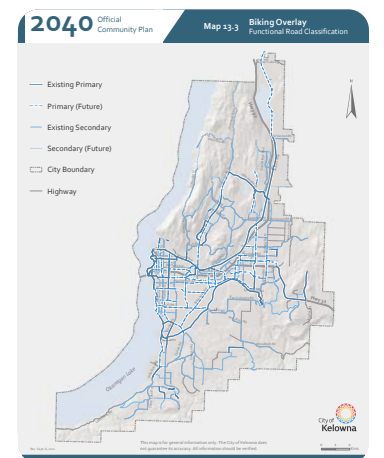 2040 Official
Community Plan
Map 13.3 Biking Overlay
Functional Road Classification
Existing Primary
Primary (Future)
Existing Secondary
Secondary (Future)
City Boundary
Highway
N
Okanagan Lake
City of
Kelowna
This map is for general information only. The City of Kelowna does
not guarantee its accuracy. All information should be verified.